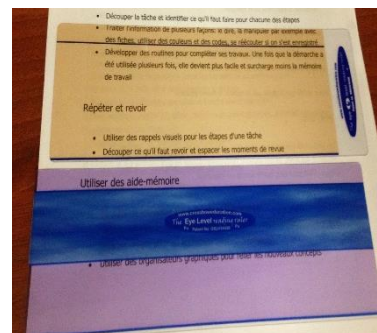 • Découper la tâche et identifier ce qu'il faut faire pour chacune des étapes
• Traiter l'information de plusieurs façons: le dire, la manipuler par exemple avec
des fiches, utiliser des couleurs et des codes, se réécouter si on s'est enregistré.
• Développer des routines pour compléter ses travaux. Une fois que la démarche a
été utilisée plusieurs fois, elle devient plus facile et surcharge moins la mémoire
de travail
Répéter et revoir
• Utiliser des rappels visuels pour les étapes d'une tâche
• Découper ce qu'il faut revoir et espacer les moments de revue
Utiliser des aide-mémoire
www.crossboweducation.com
The Eye Level reading ruler
• Utiliser des organisateurs graphiques pour relier les nouveaux concepts